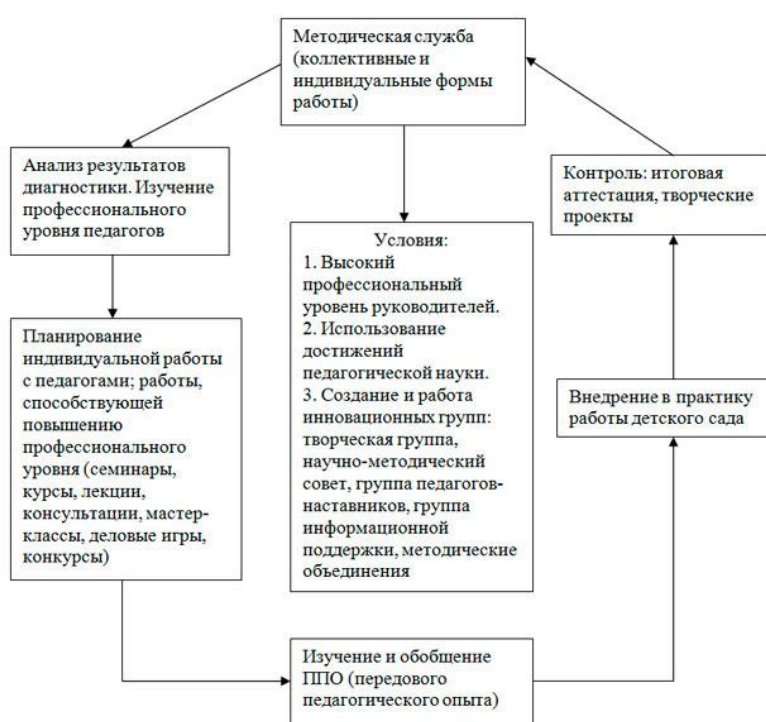 Методическая служба
(коллективные и
индивидуальные формы
работы)
Анализ результатов
диагностики. Изучение
профессионального
уровня педагогов
Контроль: итоговая
аттестация, творческие
проекты
Условия:
1. Высокий
профессиональный
уровень руководителей.
2. Использование
достижений
педагогической науки.
3. Создание и работа
инновационных групп:
творческая группа,
научно-методический
совет, группа педагогов-
наставников, группа
информационной
поддержки, методические
объединения
Планирование
индивидуальной работы
с педагогами; работы,
способствующей
повышению
профессионального
уровня (семинары,
курсы, лекции,
консультации, мастер-
классы, деловые игры,
конкурсы)
Внедрение в практику
работы детского сада
Изучение и обобщение
ППО (передового
педагогического опыта)